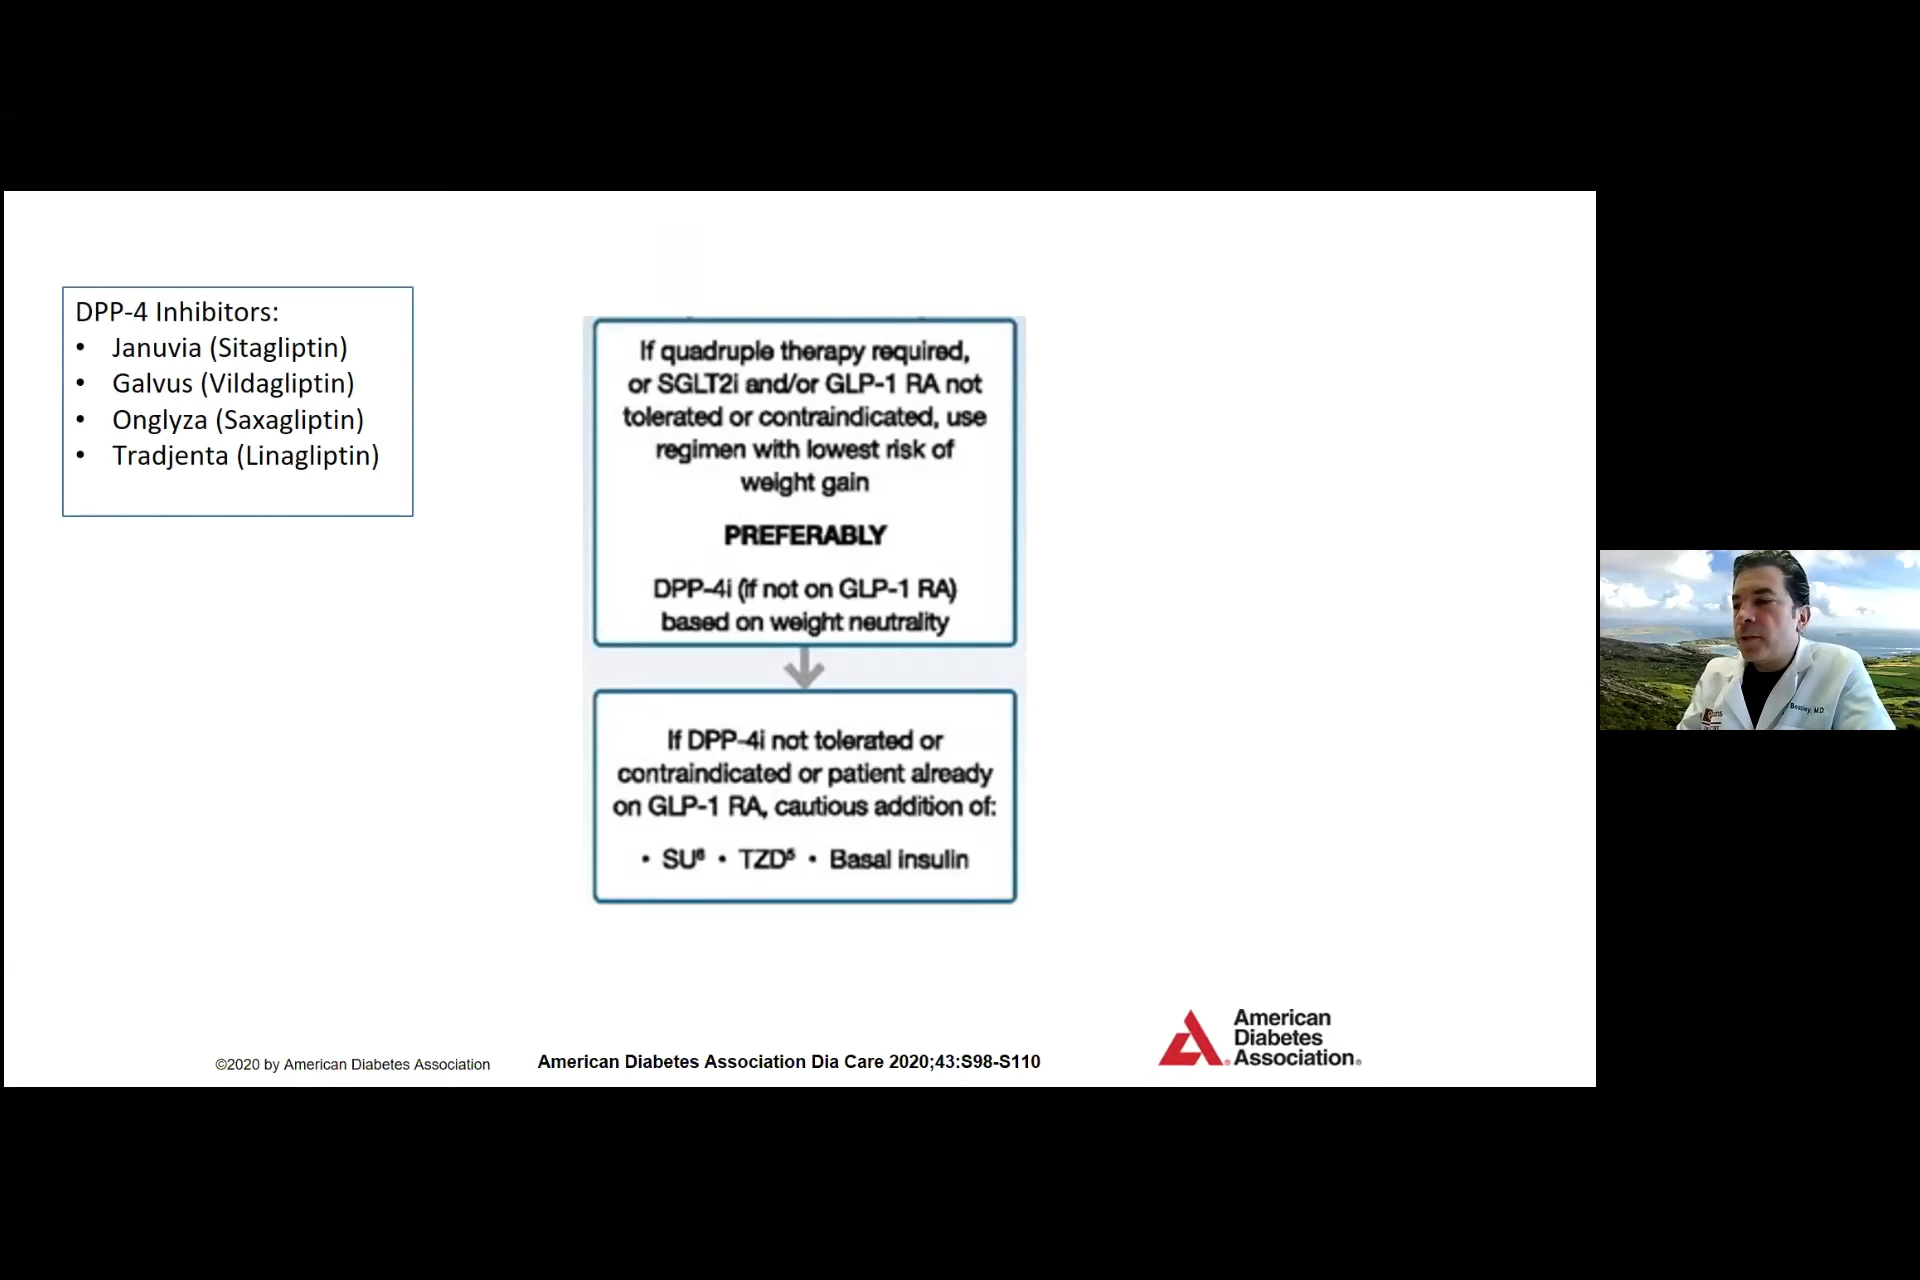 DPP-4 Inhibitors:
• Januvia (Sitagliptin)
• Galvus (Vildagliptin)
• Onglyza (Saxagliptin)
• Tradjenta (Linagliptin)
If quadruple therapy required,
or SGLT2i and/or GLP-1 RA not
tolerated or contraindicated, use
regimen with lowest risk of
weight gain
PREFERABLY
DPP-4i (if not on GLP-1 RA)
based on weight neutrality
If DPP-4i not tolerated or
contraindicated or patient already
on GLP-1 RA, cautious addition of:
• SU⁶ • TZD⁵ • Basal insulin
©2020 by American Diabetes Association
American Diabetes Association Dia Care 2020;43:S98-S110
American
Diabetes
Association®
Beasley, M.D.